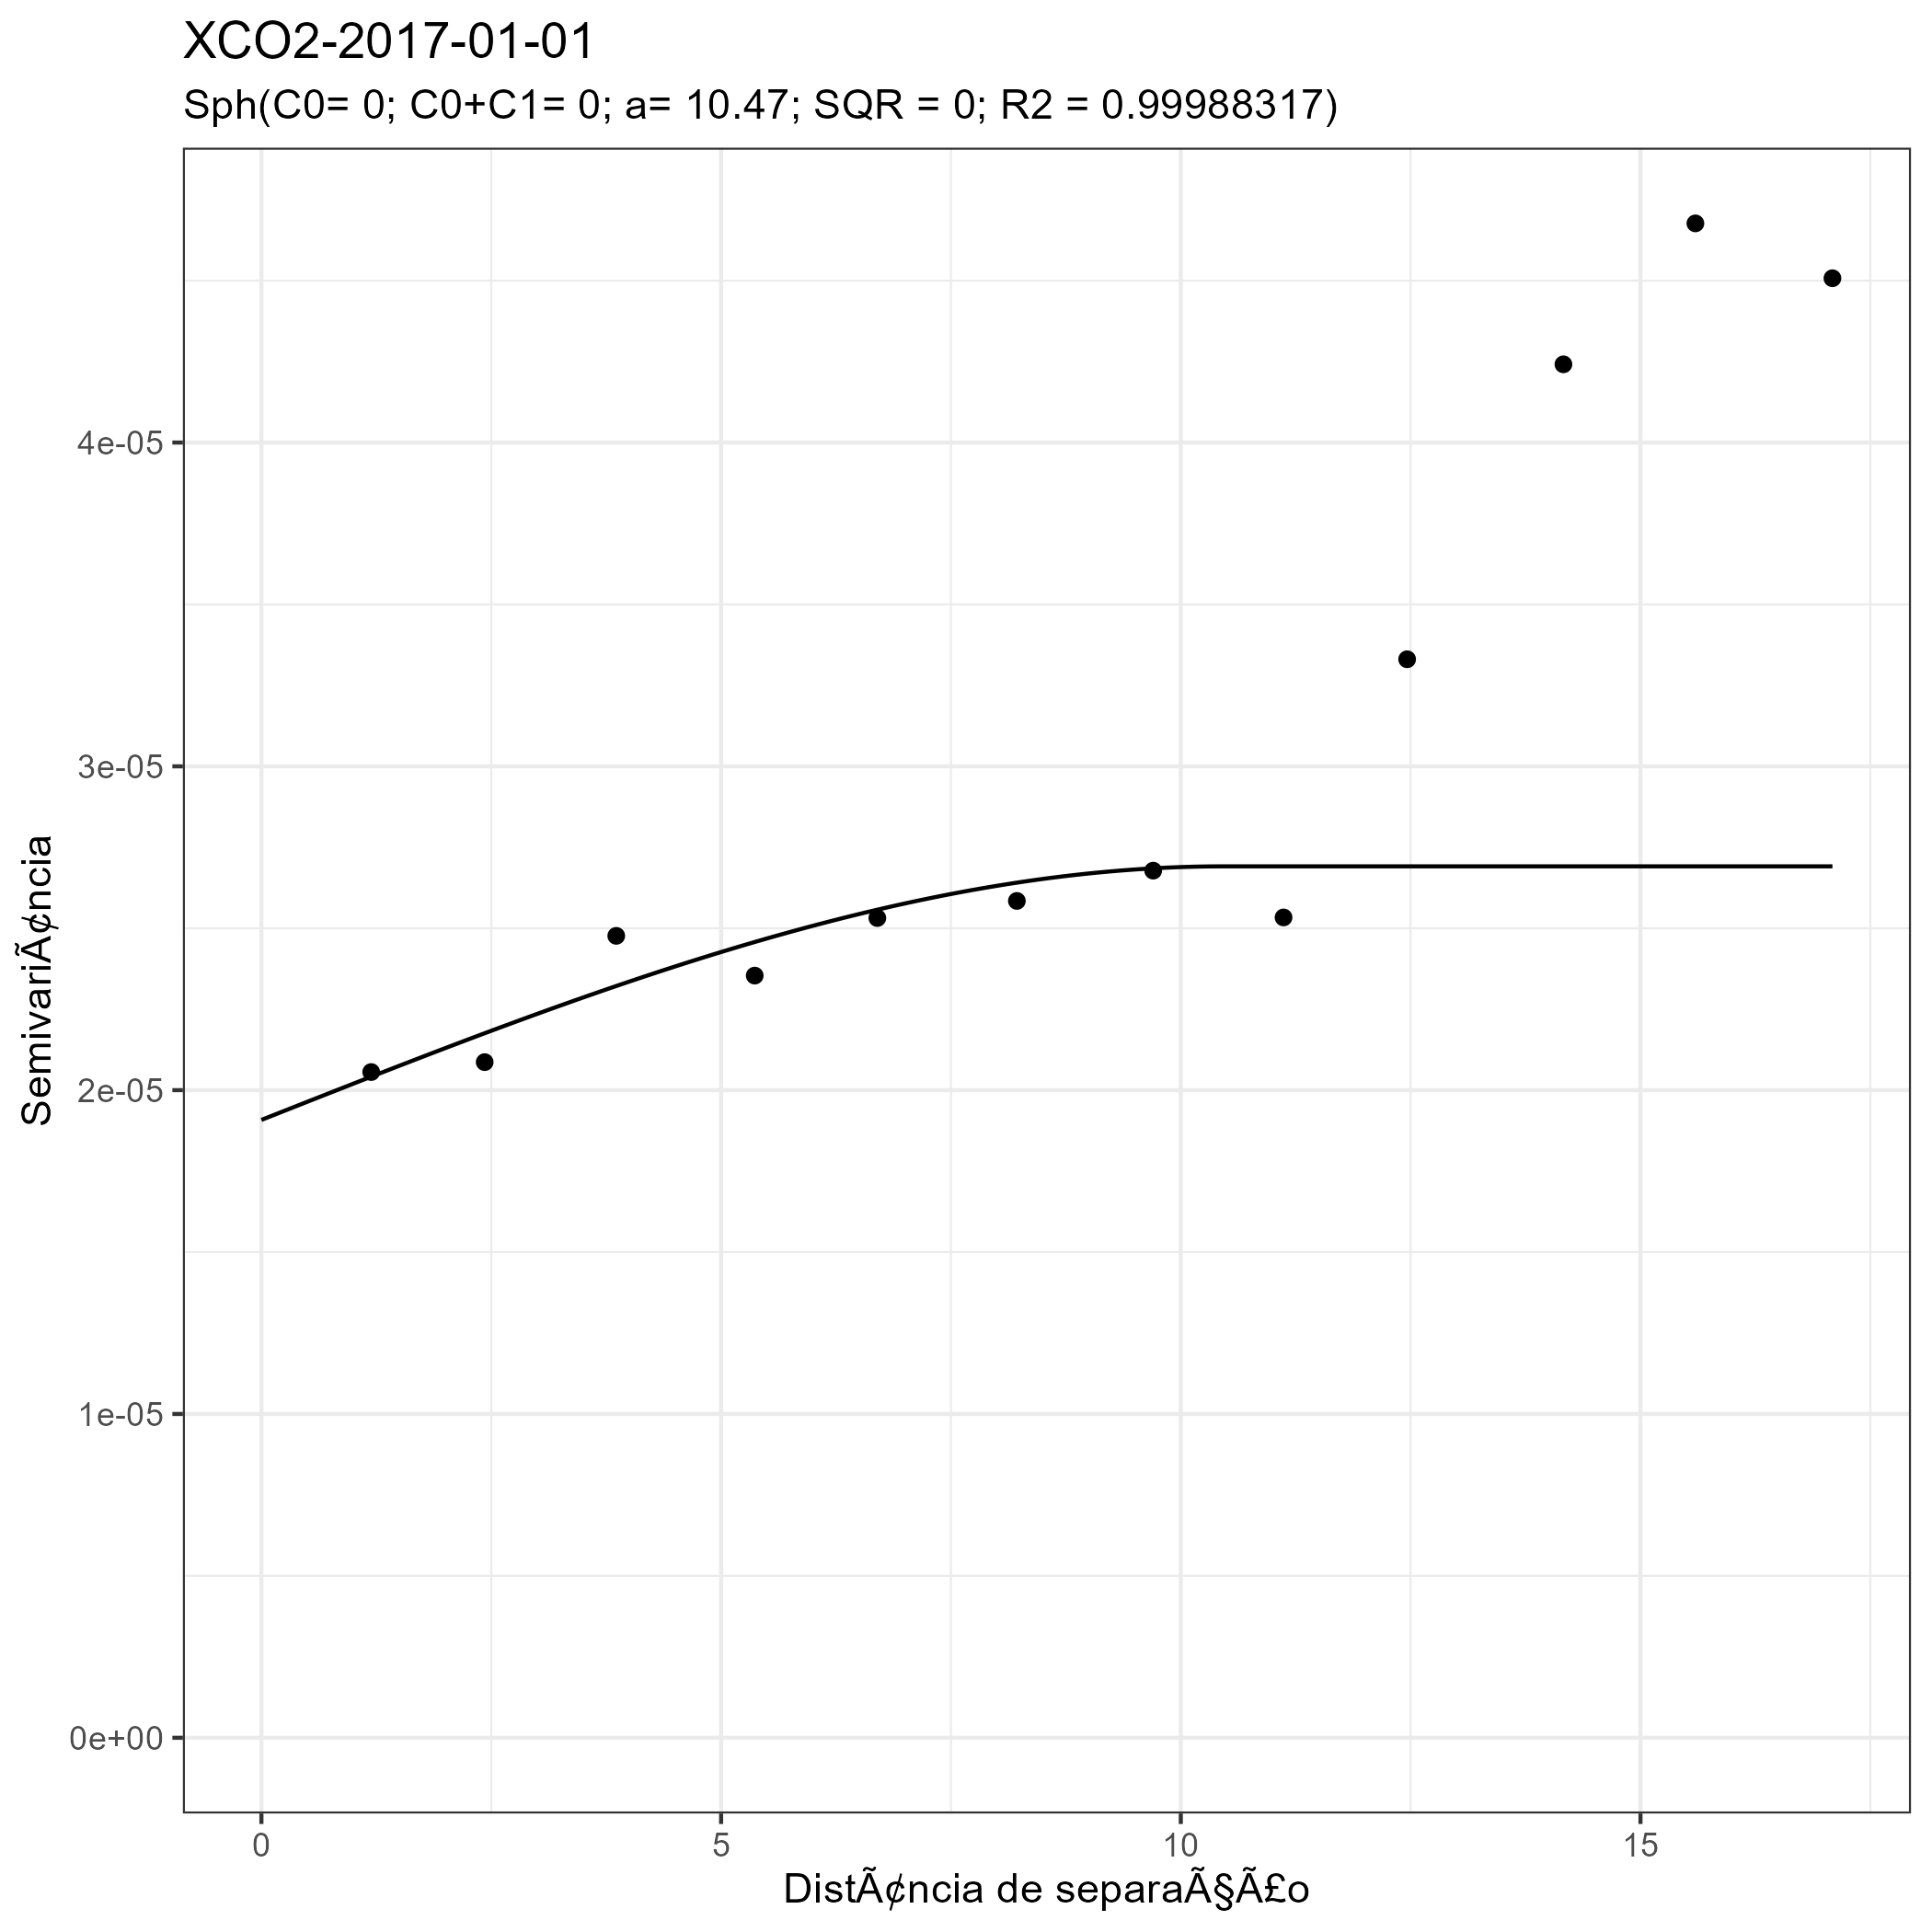 XCO2-2017-01-01
Sph(C0= 0; C0+C1= 0; a= 10.47; SQR = 0; R2 = 0.99988317)
SemivariÃ¢ncia
4e-05
3e-05
2e-05
1e-05
0e+00
0 5 10 15
DistÃ¢ncia de separaÃ§Ã£o